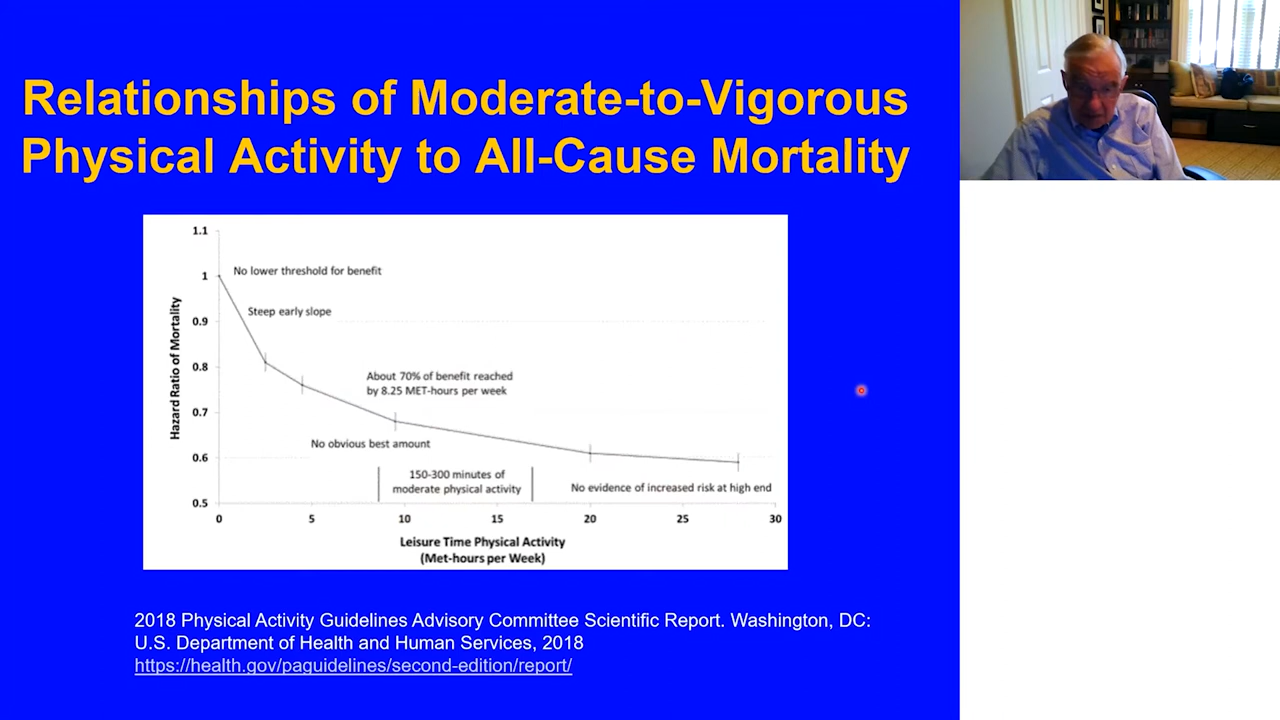 Relationships of Moderate-to-Vigorous
Physical Activity to All-Cause Mortality
1.1
1
0.9
0.8
0.7
0.6
0.5
Hazard Ratio of Mortality
No lower threshold for benefit
Steep early slope
About 70% of benefit reached
by 8.25 MET-hours per week
No obvious best amount
150-300 minutes of
moderate physical activity
No evidence of increased risk at high end
0 5 10 15 20 25 30
Leisure Time Physical Activity
(Met-hours per Week)
2018 Physical Activity Guidelines Advisory Committee Scientific Report. Washington, DC:
U.S. Department of Health and Human Services, 2018
https://health.gov/paguidelines/second-edition/report/